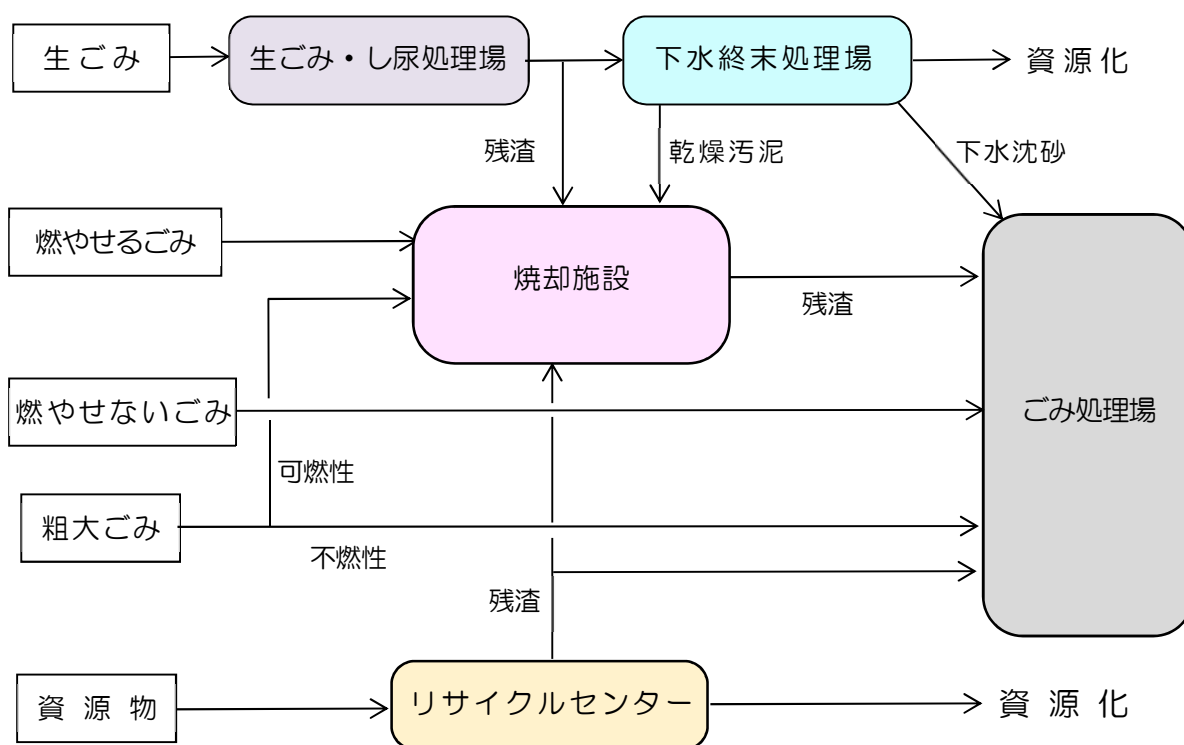 生ごみ
生ごみ・し尿処理場
下水終末処理場
資源化
残渣
乾燥汚泥
下水沈砂
燃やせるごみ
焼却施設
残渣
燃やせないごみ
ごみ処理場
可燃性
粗大ごみ
不燃性
残渣
資源物
リサイクルセンター
資源化